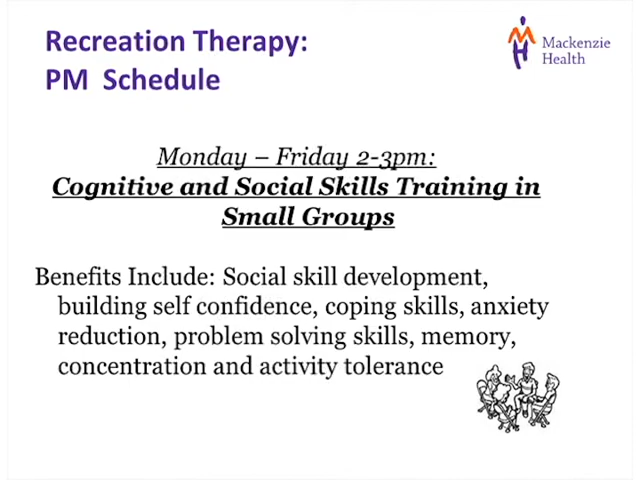 Recreation Therapy:
PM Schedule
Mackenzie
Health
Monday – Friday 2-3pm:
Cognitive and Social Skills Training in
Small Groups
Benefits Include: Social skill development,
building self confidence, coping skills, anxiety
reduction, problem solving skills, memory,
concentration and activity tolerance